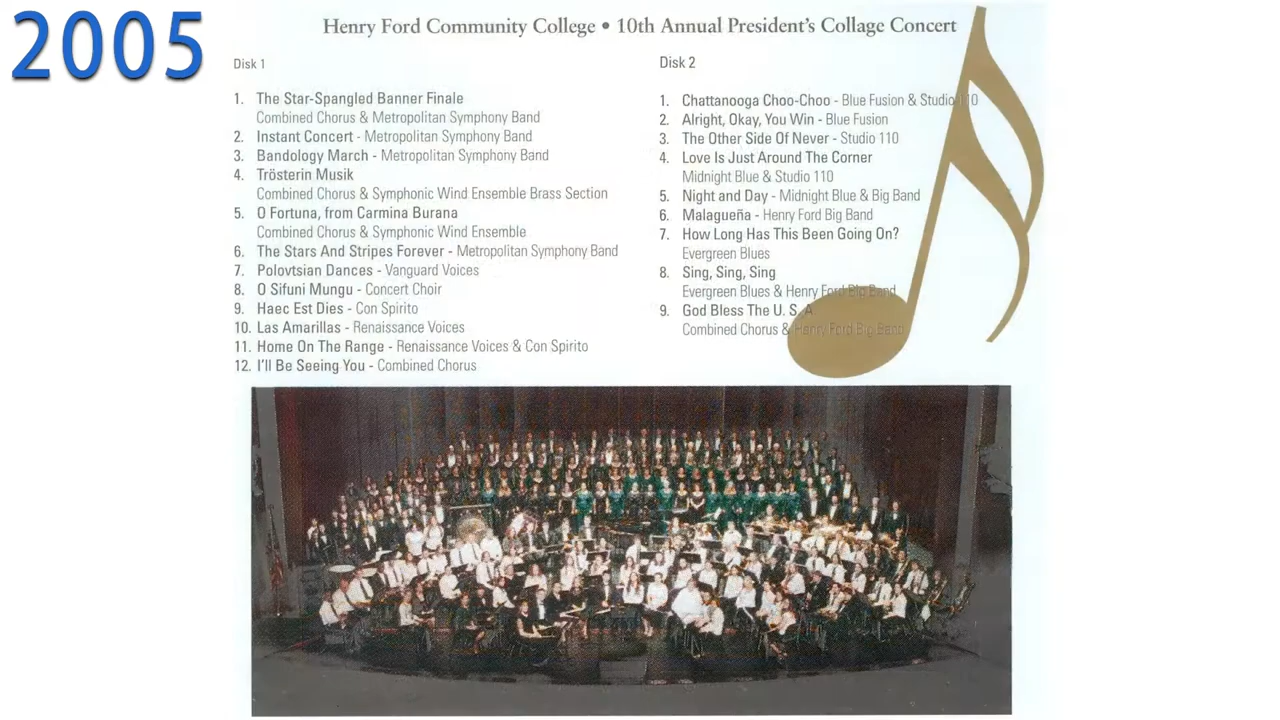 2005
Henry Ford Community College • 10th Annual President's Collage Concert
Disk 1
1. The Star-Spangled Banner Finale
Combined Chorus & Metropolitan Symphony Band
2. Instant Concert - Metropolitan Symphony Band
3. Bandology March - Metropolitan Symphony Band
4. Trösterin Musik
Combined Chorus & Symphonic Wind Ensemble Brass Section
5. O Fortuna, from Carmina Burana
Combined Chorus & Symphonic Wind Ensemble
6. The Stars And Stripes Forever - Metropolitan Symphony Band
7. Polovtsian Dances - Vanguard Voices
8. O Sifuni Mungu - Concert Choir
9. Haec Est Dies - Con Spirito
10. Las Amarillas - Renaissance Voices
11. Home On The Range - Renaissance Voices & Con Spirito
12. I'll Be Seeing You - Combined Chorus
Disk 2
1. Chattanooga Choo-Choo - Blue Fusion & Studio 110
2. Alright, Okay, You Win - Blue Fusion
3. The Other Side Of Never - Studio 110
4. Love Is Just Around The Corner
Midnight Blue & Studio 110
5. Night and Day - Midnight Blue & Big Band
6. Malagueña - Henry Ford Big Band
7. How Long Has This Been Going On?
Evergreen Blues
8. Sing, Sing, Sing
Evergreen Blues & Henry Ford Big Band
9. God Bless The U. S. A
Combined Chorus & Henry Ford Big Band